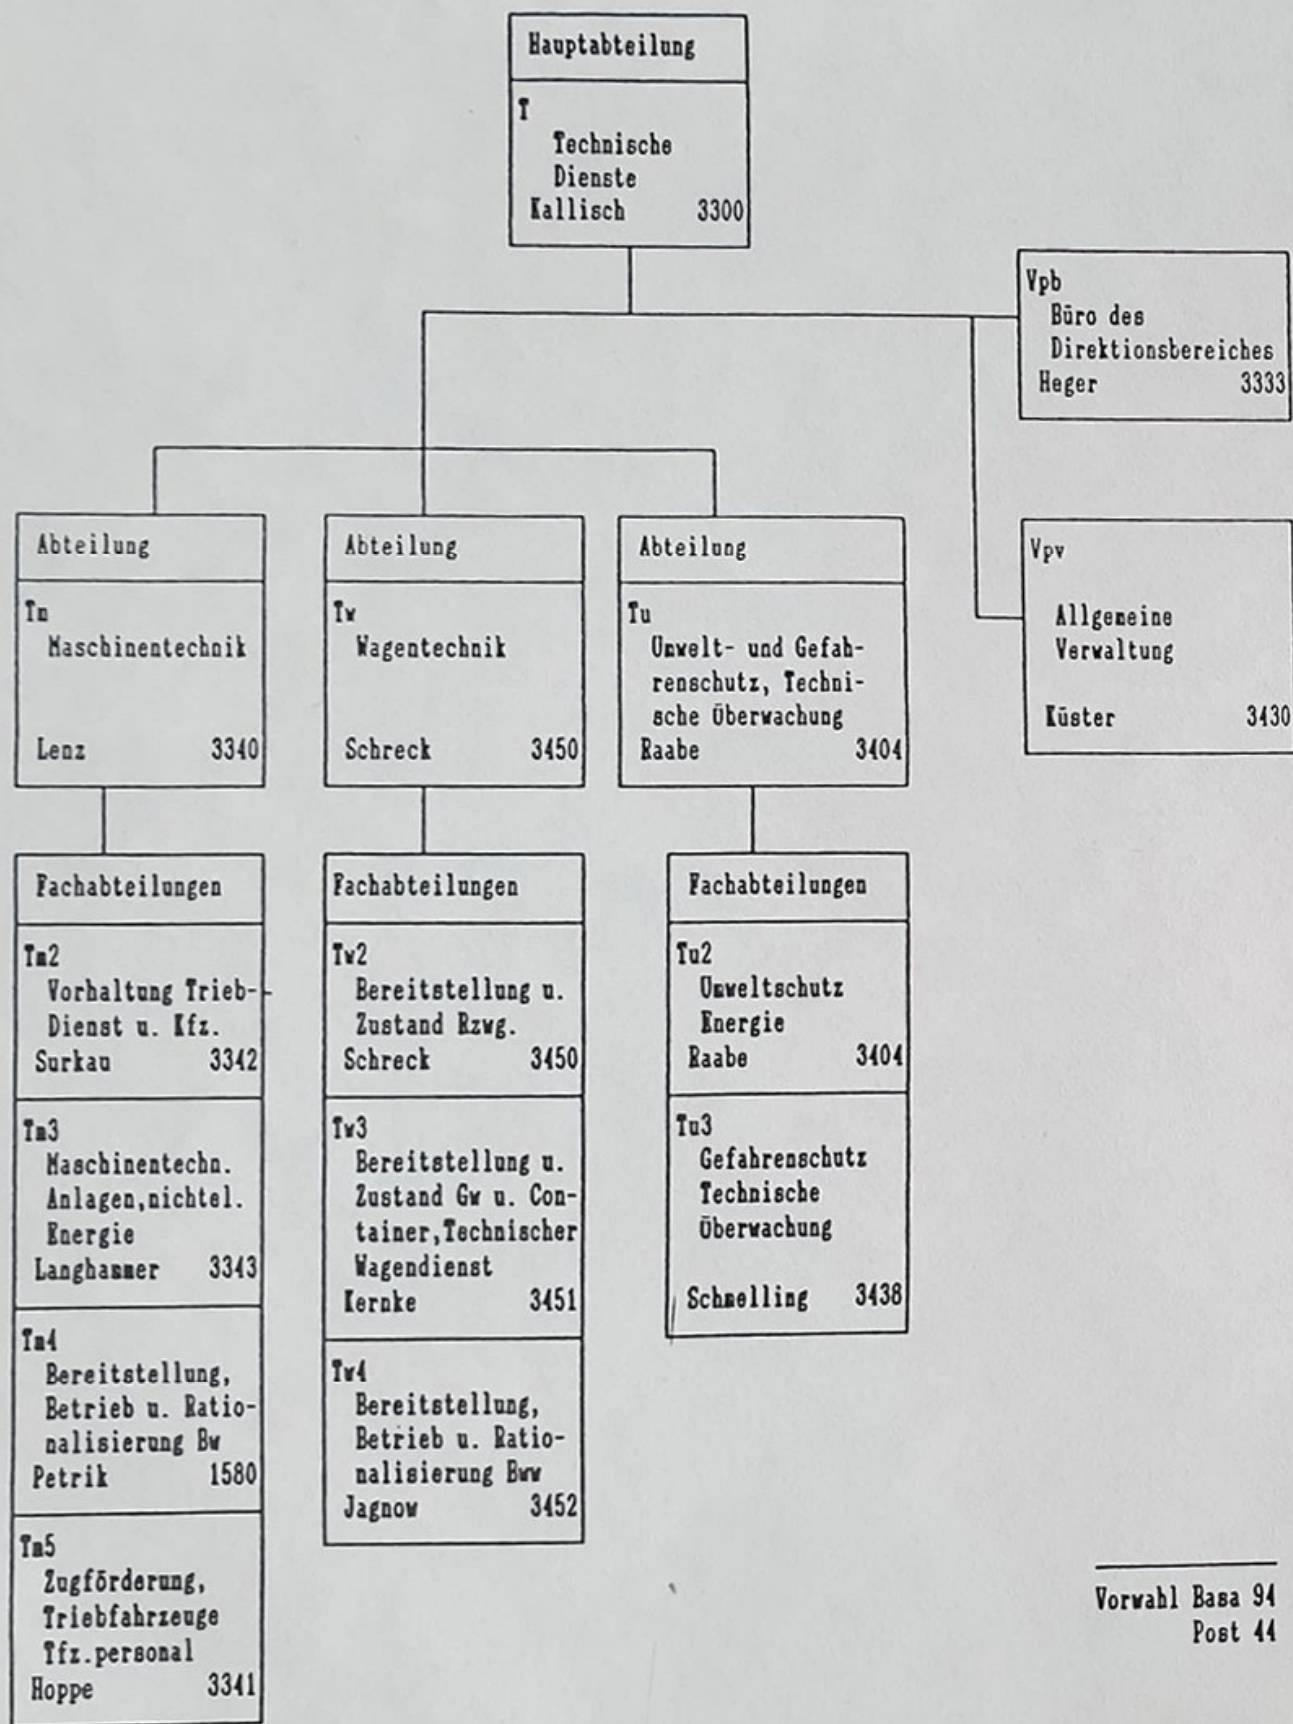 Hauptabteilung
T
Technische
Dienste
Kallisch 3300
Vpb
Büro des
Direktionsbereiches
Heger 3333
Vpv
Allgemeine
Verwaltung
Küster 3430
Abteilung
Tm
Maschinentechnik
Lenz 3340
Abteilung
Tw
Wagentechnik
Schreck 3450
Abteilung
Tu
Umwelt- und Gefah-
renschutz, Techni-
sche Überwachung
Raabe 3404
Fachabteilungen
Tm2
Vorhaltung Trieb-
Dienst u. Kfz.
Surkau 3342
Tm3
Maschinentechn.
Anlagen,nichtel.
Energie
Langhammer 3343
Tm4
Bereitstellung,
Betrieb u. Ratio-
nalisierung Bw
Petrik 1580
Tm5
Zugförderung,
Triebfahrzeuge
Tfz.personal
Hoppe 3341
Fachabteilungen
Tw2
Bereitstellung u.
Zustand Rzwg.
Schreck 3450
Tw3
Bereitstellung u.
Zustand Gw u. Con-
tainer,Technischer
Wagendienst
Kernke 3451
Tw4
Bereitstellung,
Betrieb u. Ratio-
nalisierung Bww
Jagnow 3452
Fachabteilungen
Tu2
Umweltschutz
Energie
Raabe 3404
Tu3
Gefahrenschutz
Technische
Überwachung
Schmelling 3438
Vorwahl Basa 94
Post 44